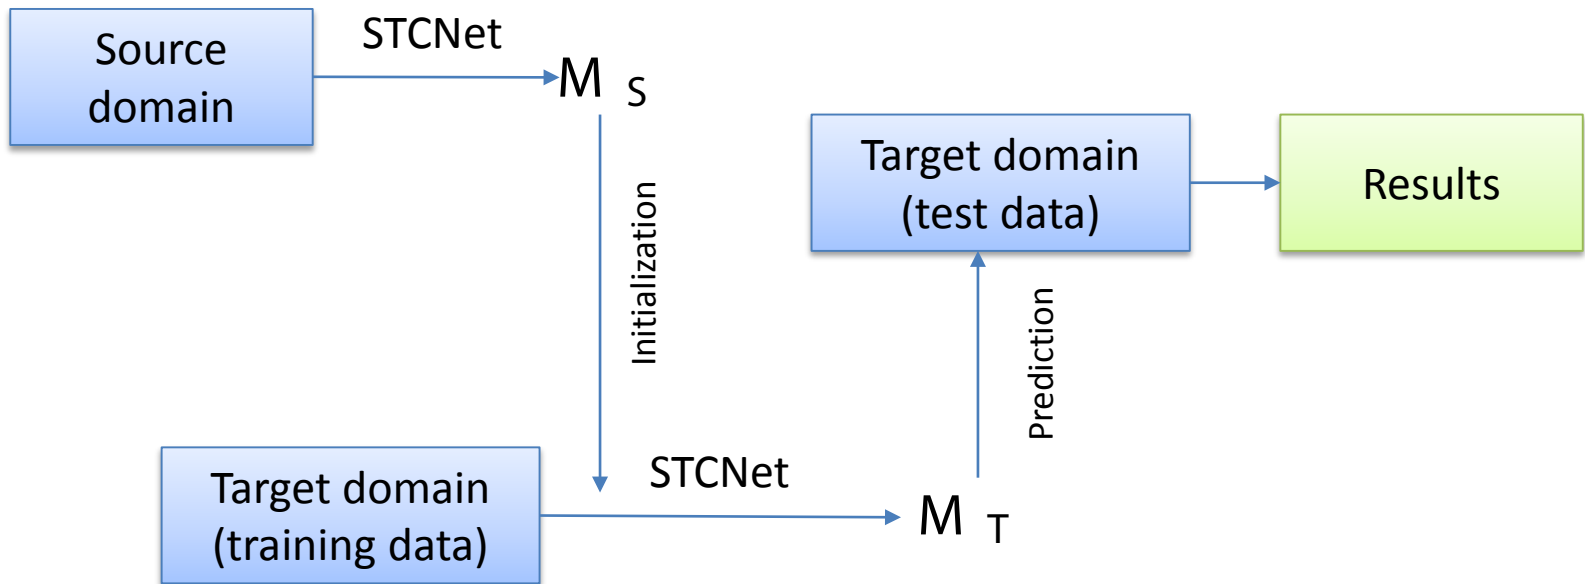 Source
domain
STCNet
M S
Initialization
Target domain
(training data)
STCNet
M T
Prediction
Target domain
(test data)
Results